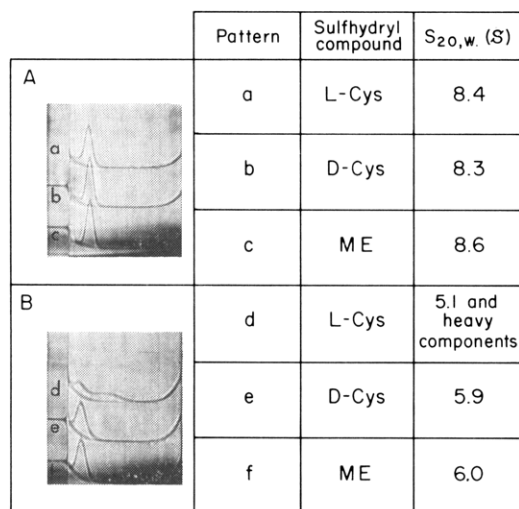 Pattern Sulfhydryl compound S20,w. (S)
A
a L-Cys 8.4
b D-Cys 8.3
c ME 8.6
a
b
c
B
d L-Cys 5.1 and heavy components
e D-Cys 5.9
f ME 6.0
d
e